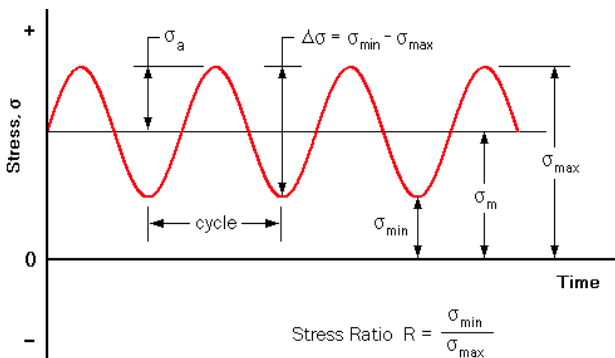 +
σa
Δσ = σmin - σmax
Stress, σ
cycle
σmin
σm
σmax
0
Time
−
Stress Ratio R = σmin / σmax